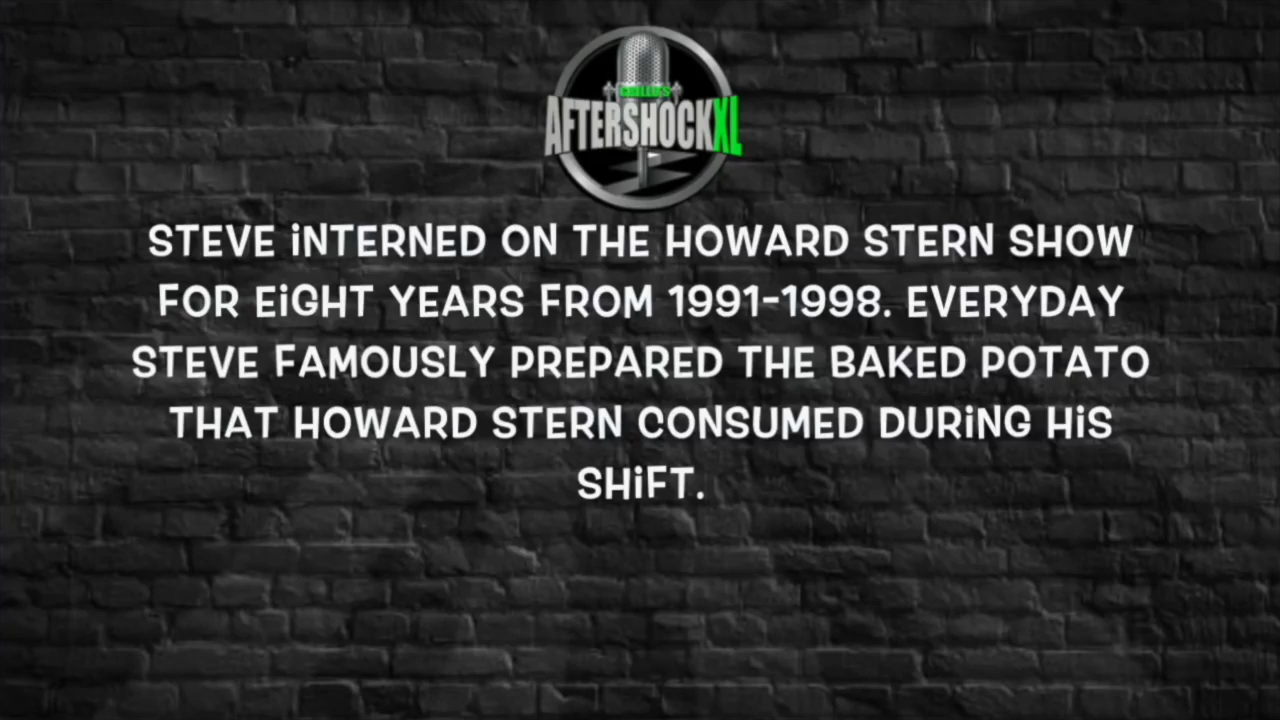 GRILLO'S
AFTERSHOCKXL
STEVE iNTERNED ON THE HOWARD STERN SHOW
FOR EiGHT YEARS FROM 1991-1998. EVERYDAY
STEVE FAMOUSLY PREPARED THE BAKED POTATO
THAT HOWARD STERN CONSUMED DURiNG HiS
SHiFT.